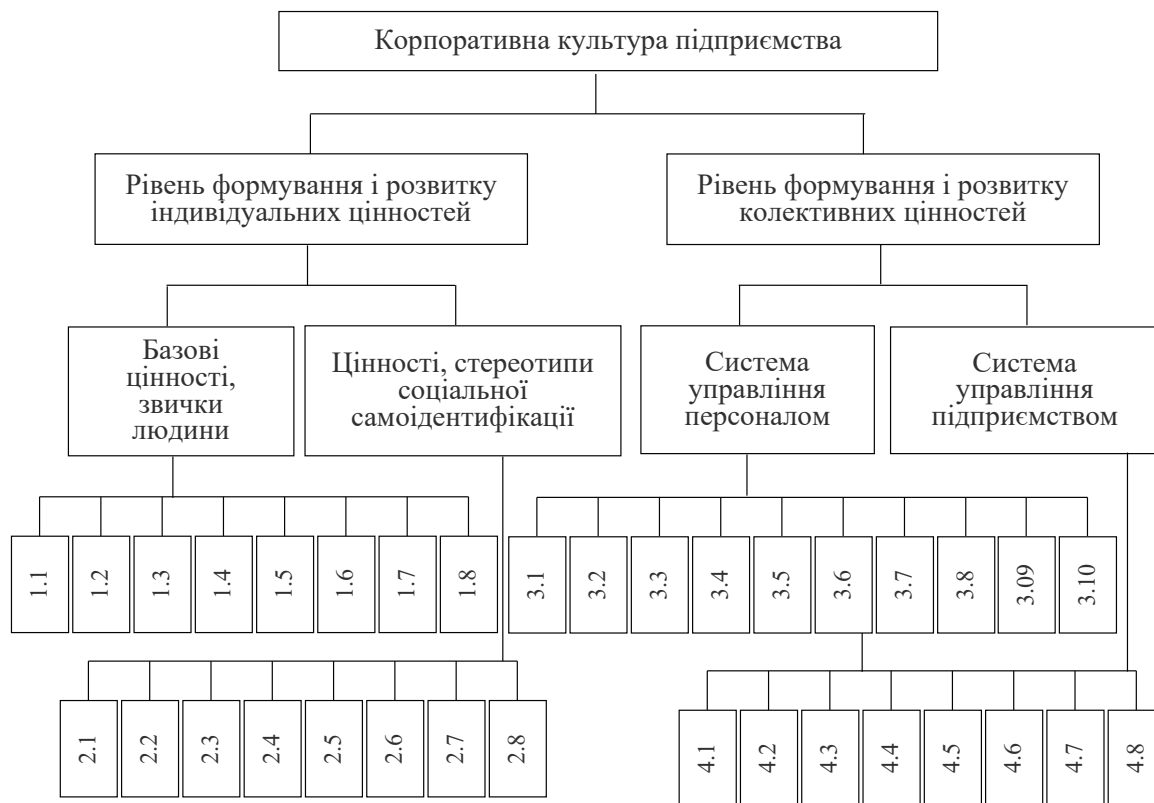 Корпоративна культура підприємства
Рівень формування і розвитку
індивідуальних цінностей
Рівень формування і розвитку
колективних цінностей
Базові
цінності,
звички
людини
Цінності, стереотипи
соціальної
самоідентифікації
Система
управління
персоналом
Система
управління
підприємством
1.1
1.2
1.3
1.4
1.5
1.6
1.7
1.8
3.1
3.2
3.3
3.4
3.5
3.6
3.7
3.8
3.09
3.10
2.1
2.2
2.3
2.4
2.5
2.6
2.7
2.8
4.1
4.2
4.3
4.4
4.5
4.6
4.7
4.8